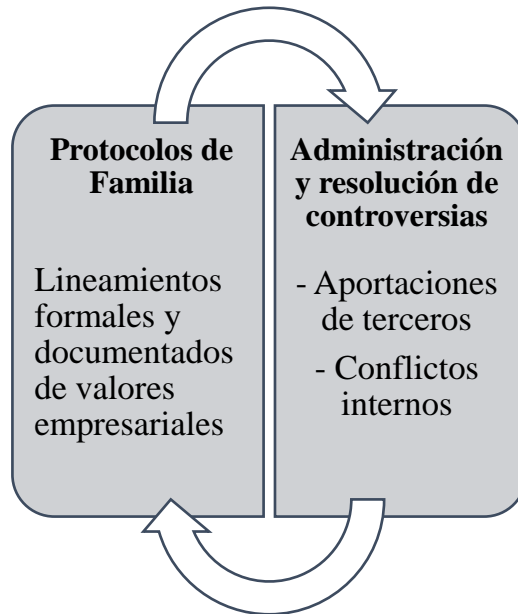 Protocolos de
Familia
Lineamientos
formales y
documentados
de valores
empresariales
Administración
y resolución de
controversias
- Aportaciones
de terceros
- Conflictos
internos